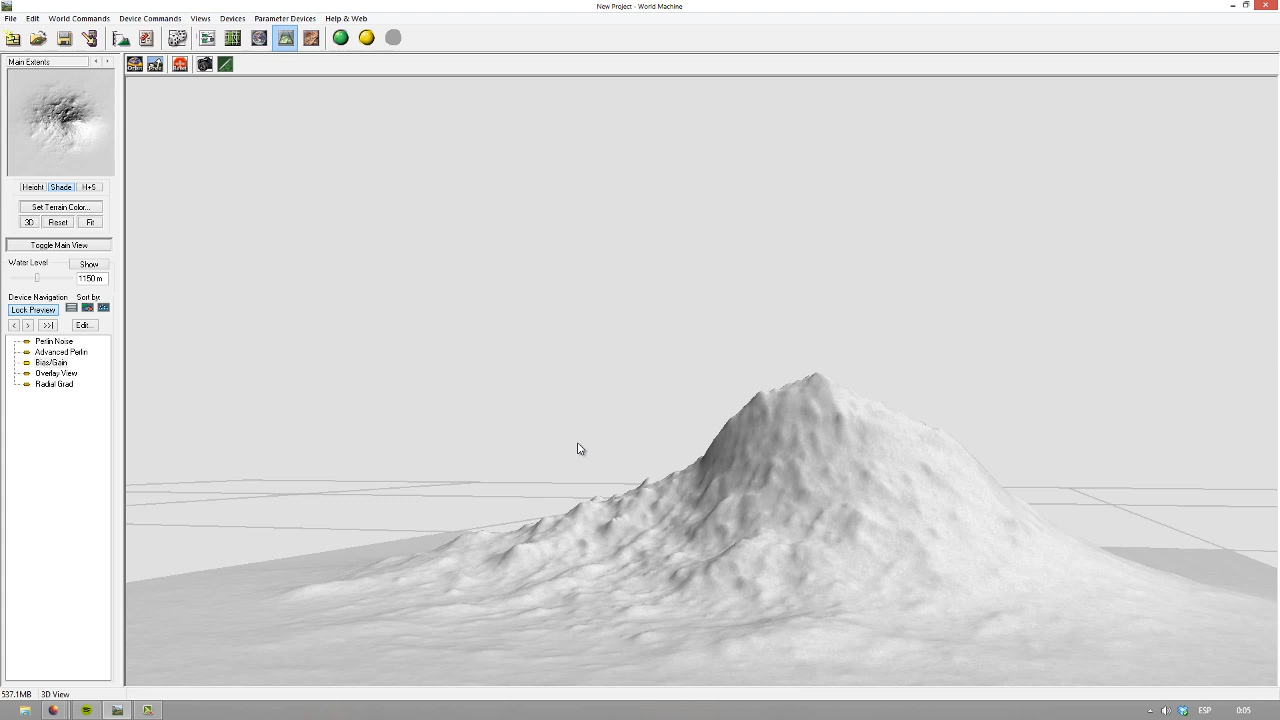 New Project - World Machine
File Edit World Commands Device Commands Views Devices Parameter Devices Help & Web
Main Extents
Height Shade H+S
Set Terrain Color...
3D Reset Fit
Toggle Main View
Water Level Show
1150 m
Device Navigation Sort by:
Lock Preview
< > >>| Edit...
Perlin Noise
Advanced Perlin
Bias/Gain
Overlay View
Radial Grad
537.1MB 3D View
ESP 0:05